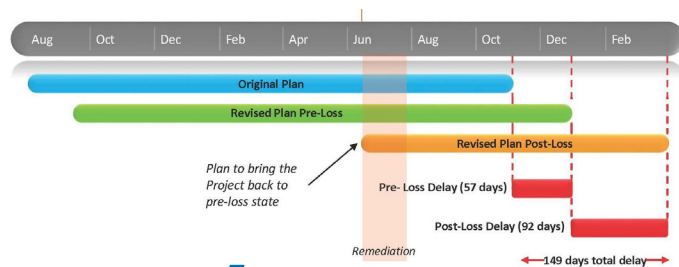 Aug Oct Dec Feb Apr Jun Aug Oct Dec Feb
Original Plan
Revised Plan Pre-Loss
Revised Plan Post-Loss
Plan to bring the
Project back to
pre-loss state
Pre- Loss Delay (57 days)
Post-Loss Delay (92 days)
Remediation
149 days total delay